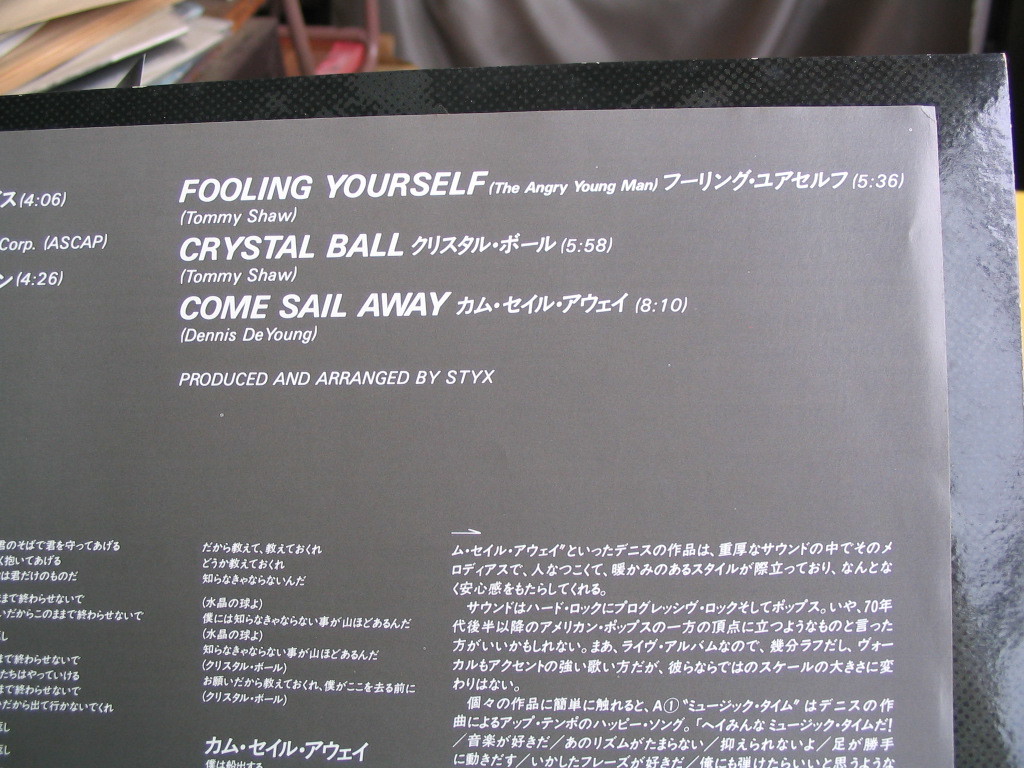 ス(4:06)
Corp. (ASCAP)
ン(4:26)
FOOLING YOURSELF (The Angry Young Man) フーリング・ユアセルフ (5:36)
(Tommy Shaw)
CRYSTAL BALL クリスタル・ボール (5:58)
(Tommy Shaw)
COME SAIL AWAY カム・セイル・アウェイ (8:10)
(Dennis DeYoung)
PRODUCED AND ARRANGED BY STYX
君のそばで君を守ってあげる
く抱いてあげる
は君だけのものだ
まで終わらせないで
いだからこのままで終わらせないで
返し
まで終わらせないで
たちはやっていける
まで終わらせないで
だから出て行かないでくれ
返し
返し
だから教えて、教えておくれ
どうか教えておくれ
知らなきゃならないんだ
(水晶の球よ)
僕には知らなきゃならない事が山ほどあるんだ
(水晶の球よ)
知らなきゃならない事が山ほどあるんだ
(クリスタル・ボール)
お願いだから教えておくれ、僕がここを去る前に
(クリスタル・ボール)
カム・セイル・アウェイ
僕は船出する
ム・セイル・アウェイ”といったデニスの作品は、重厚なサウンドの中でそのメ
ロディアスで、人なつこくて、暖かみのあるスタイルが際立っており、なんとな
く安心感をもたらしてくれる。
サウンドはハード・ロックにプログレッシヴ・ロックそしてポップス。いや、70年
代後半以降のアメリカン・ポップスの一方の頂点に立つようなものと言った
方がいいかもしれない。まあ、ライヴ・アルバムなので、幾分ラフだし、ヴォー
カルもアクセントの強い歌い方だが、彼らならではのスケールの大きさに変
わりはない。
個々の作品に簡単に触れると、A①“ミュージック・タイム”はデニスの作
曲によるアップ・テンポのハッピー・ソング。「ヘイみんな ミュージック・タイムだ!
／音楽が好きだ／あのリズムがたまらない／抑えられないよ／足が勝手
に動きだす／いかしたフレーズが好きだ／俺にも弾けたらいいと思うような